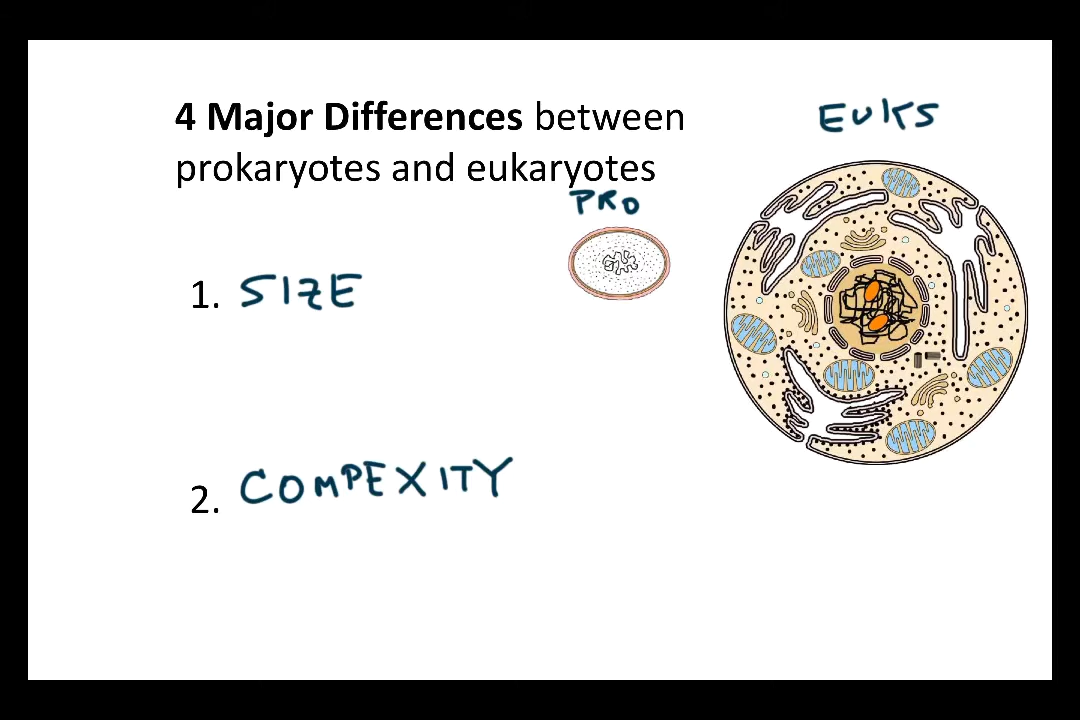 4 Major Differences between
prokaryotes and eukaryotes
EUKS
PRO
1. SIZE
2. COMPEXITY